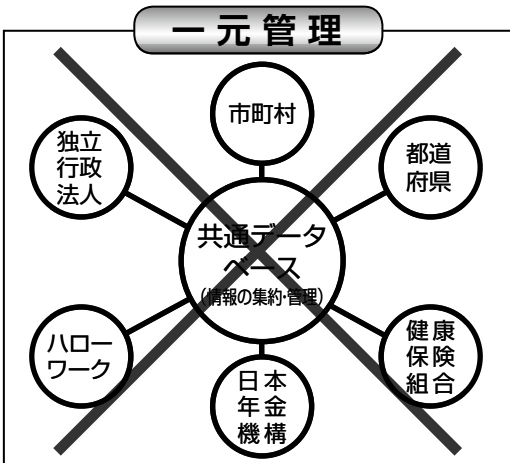 一元管理
市町村
独立
行政
法人
都道
府県
共通データ
ベース
(情報の集約・管理)
ハロー
ワーク
健康
保険
組合
日本
年金
機構